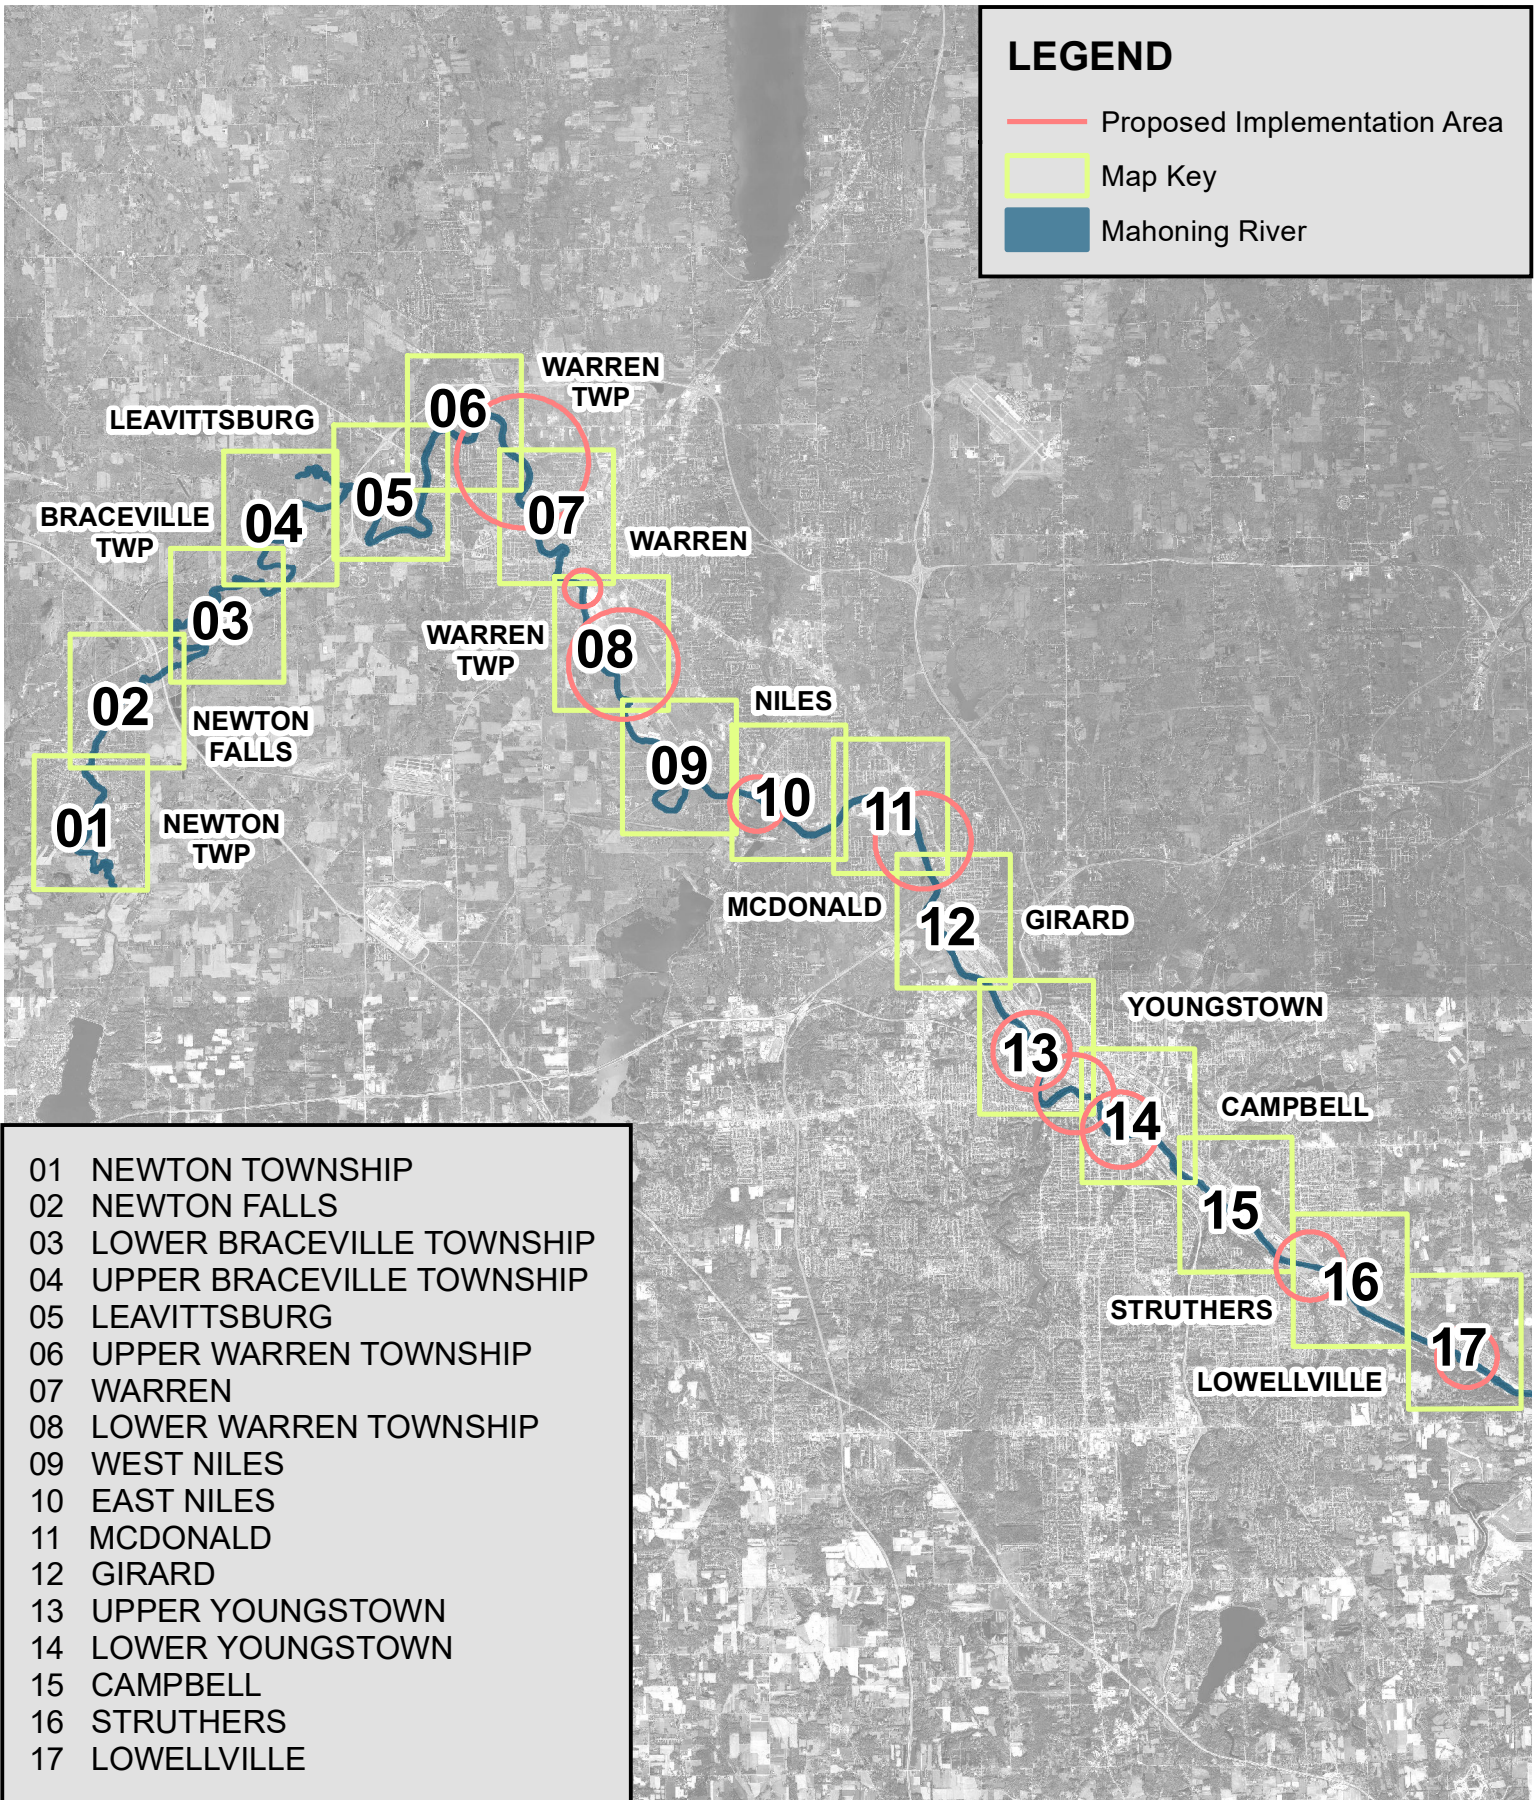 LEGEND
Proposed Implementation Area
Map Key
Mahoning River
WARREN
TWP
06
LEAVITTSBURG
05
04
07
BRACEVILLE
TWP
WARREN
03
WARREN
TWP
08
02
NEWTON
FALLS
NILES
09
10
11
01
NEWTON
TWP
MCDONALD
12
GIRARD
YOUNGSTOWN
13
14
CAMPBELL
15
16
STRUTHERS
17
LOWELLVILLE
01 NEWTON TOWNSHIP
02 NEWTON FALLS
03 LOWER BRACEVILLE TOWNSHIP
04 UPPER BRACEVILLE TOWNSHIP
05 LEAVITTSBURG
06 UPPER WARREN TOWNSHIP
07 WARREN
08 LOWER WARREN TOWNSHIP
09 WEST NILES
10 EAST NILES
11 MCDONALD
12 GIRARD
13 UPPER YOUNGSTOWN
14 LOWER YOUNGSTOWN
15 CAMPBELL
16 STRUTHERS
17 LOWELLVILLE